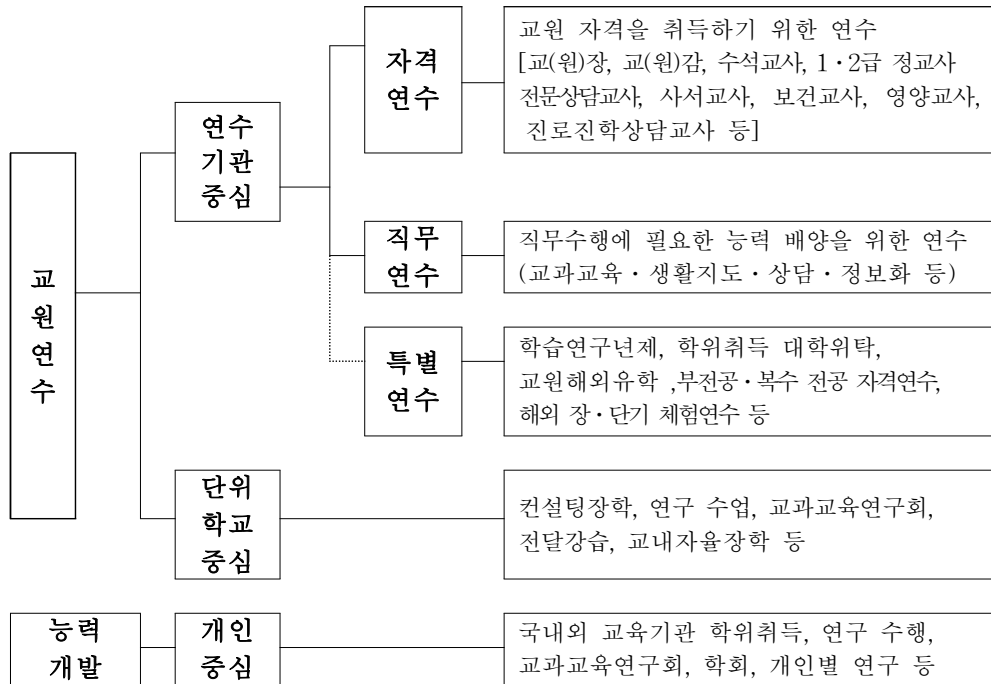 교원연수
연수
기관
중심
자격
연수
교원 자격을 취득하기 위한 연수
[교(원)장, 교(원)감, 수석교사, 1・2급 정교사
전문상담교사, 사서교사, 보건교사, 영양교사,
진로진학상담교사 등]
직무
연수
직무수행에 필요한 능력 배양을 위한 연수
(교과교육・생활지도・상담・정보화 등)
특별
연수
학습연구년제, 학위취득 대학위탁,
교원해외유학 ,부전공・복수 전공 자격연수,
해외 장・단기 체험연수 등
단위
학교
중심
컨설팅장학, 연구 수업, 교과교육연구회,
전달강습, 교내자율장학 등
능력
개발
개인
중심
국내외 교육기관 학위취득, 연구 수행,
교과교육연구회, 학회, 개인별 연구 등